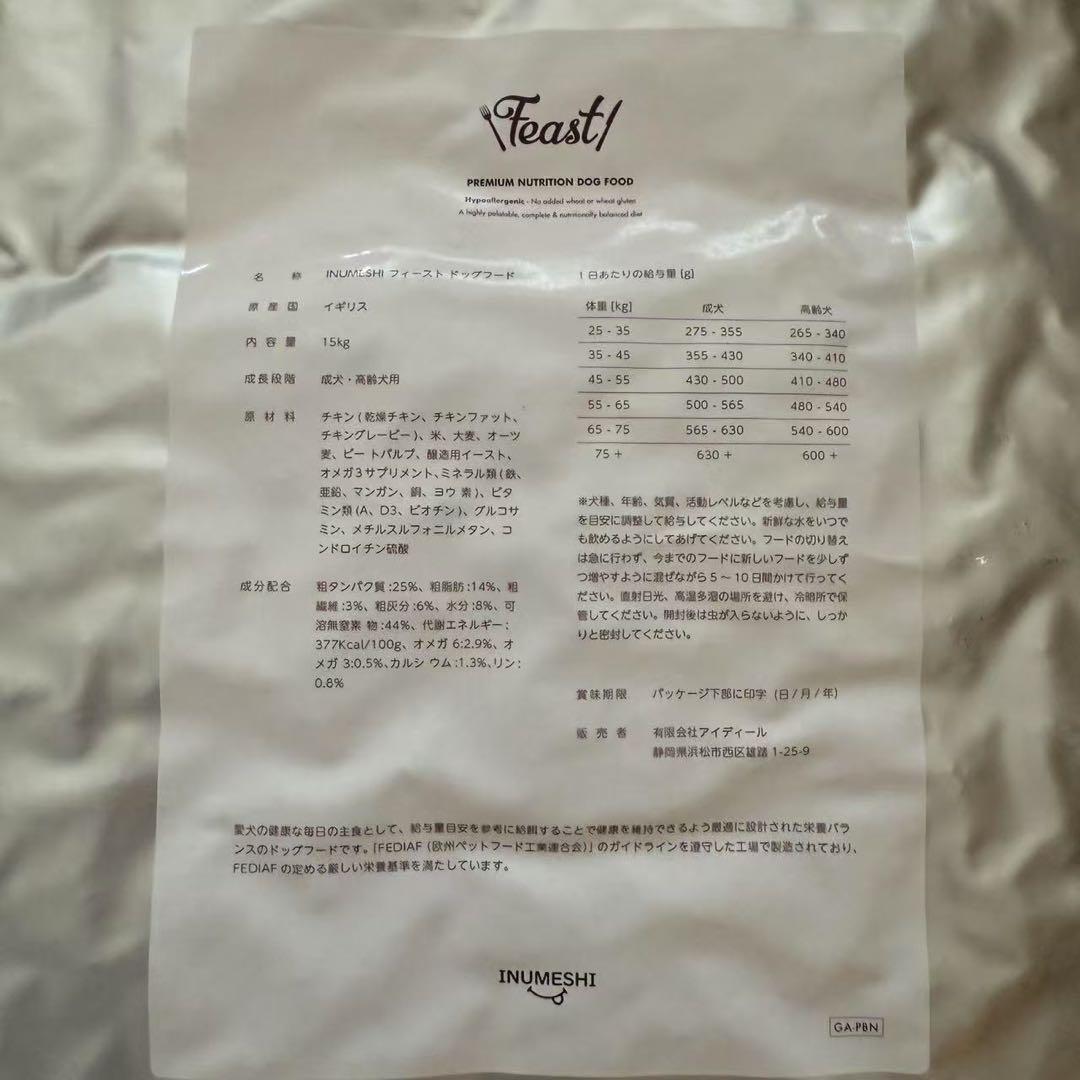 Feast
PREMIUM NUTRITION DOG FOOD
Hypoallergenic - No added wheat or wheat gluten
A highly palatable, complete & nutritionally balanced diet
名 称 INUMESHI フィースト ドッグフード
原 産 国 イギリス
内 容 量 15kg
成長段階 成犬・高齢犬用
原 材 料 チキン(乾燥チキン、チキンファット、
チキングレービー)、米、大麦、オーツ
麦、ビー トパルプ、醸造用イースト、
オメガ3サプリメント、ミネラル類(鉄、
亜鉛、マンガン、銅、ヨウ 素)、ビタ
ミン類(A、D3、ビオチン)、グルコサ
ミン、メチルスルフォニルメタン、コ
ンドロイチン硫酸
成分配合 粗タンパク質:25%、粗脂肪:14%、粗
繊維:3%、粗灰分:6%、水分:8%、可
溶無窒素 物:44%、代謝エネルギー:
377Kcal/100g、オメガ 6:2.9%、オ
メガ 3:0.5%、カルシ ウム:1.3%、リン:
0.8%
1日あたりの給与量 [g]
体重 [kg] 成犬 高齢犬
25 - 35 275 - 355 265 - 340
35 - 45 355 - 430 340 - 410
45 - 55 430 - 500 410 - 480
55 - 65 500 - 565 480 - 540
65 - 75 565 - 630 540 - 600
75 + 630 + 600 +
※犬種、年齢、気質、活動レベルなどを考慮し、給与量
を目安に調整して給与してください。新鮮な水をいつで
も飲めるようにしてあげてください。フードの切り替え
は急に行わず、今までのフードに新しいフードを少しず
つ増やすように混ぜながら 5 ～ 10 日間かけて行ってく
ださい。直射日光、高温多湿の場所を避け、冷暗所で保
管してください。開封後は虫が入らないように、しっか
りと密封してください。
賞味期限 パッケージ下部に印字 (日/月/年)
販 売 者 有限会社アイディール
静岡県浜松市西区雄踏 1-25-9
愛犬の健康な毎日の主食として、給与量目安を参考に給餌することで健康を維持できるよう最適に設計された栄養バラ
ンスのドッグフードです。「FEDIAF (欧州ペットフード工業連合会)」のガイドラインを遵守した工場で製造されており、
FEDIAF の定める厳しい栄養基準を満たしています。
INUMESHI
GA-PBN